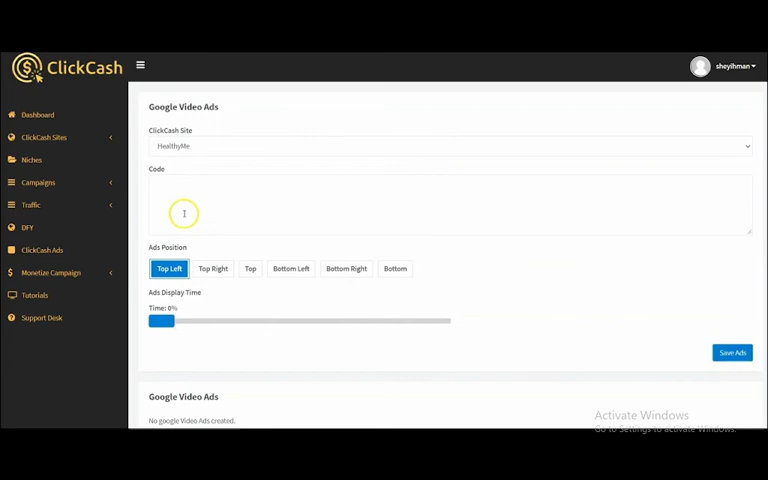 ClickCash
sheyihman
Dashboard
ClickCash Sites
Niches
Campaigns
Traffic
DFY
ClickCash Ads
Monetize Campaign
Tutorials
Support Desk
Google Video Ads
ClickCash Site
HealthyMe
Code
Ads Position
Top Left Top Right Top Bottom Left Bottom Right Bottom
Ads Display Time
Time: 0%
Save Ads
Google Video Ads
No google Video Ads created.
Activate Windows
Go to Settings to activate Windows.